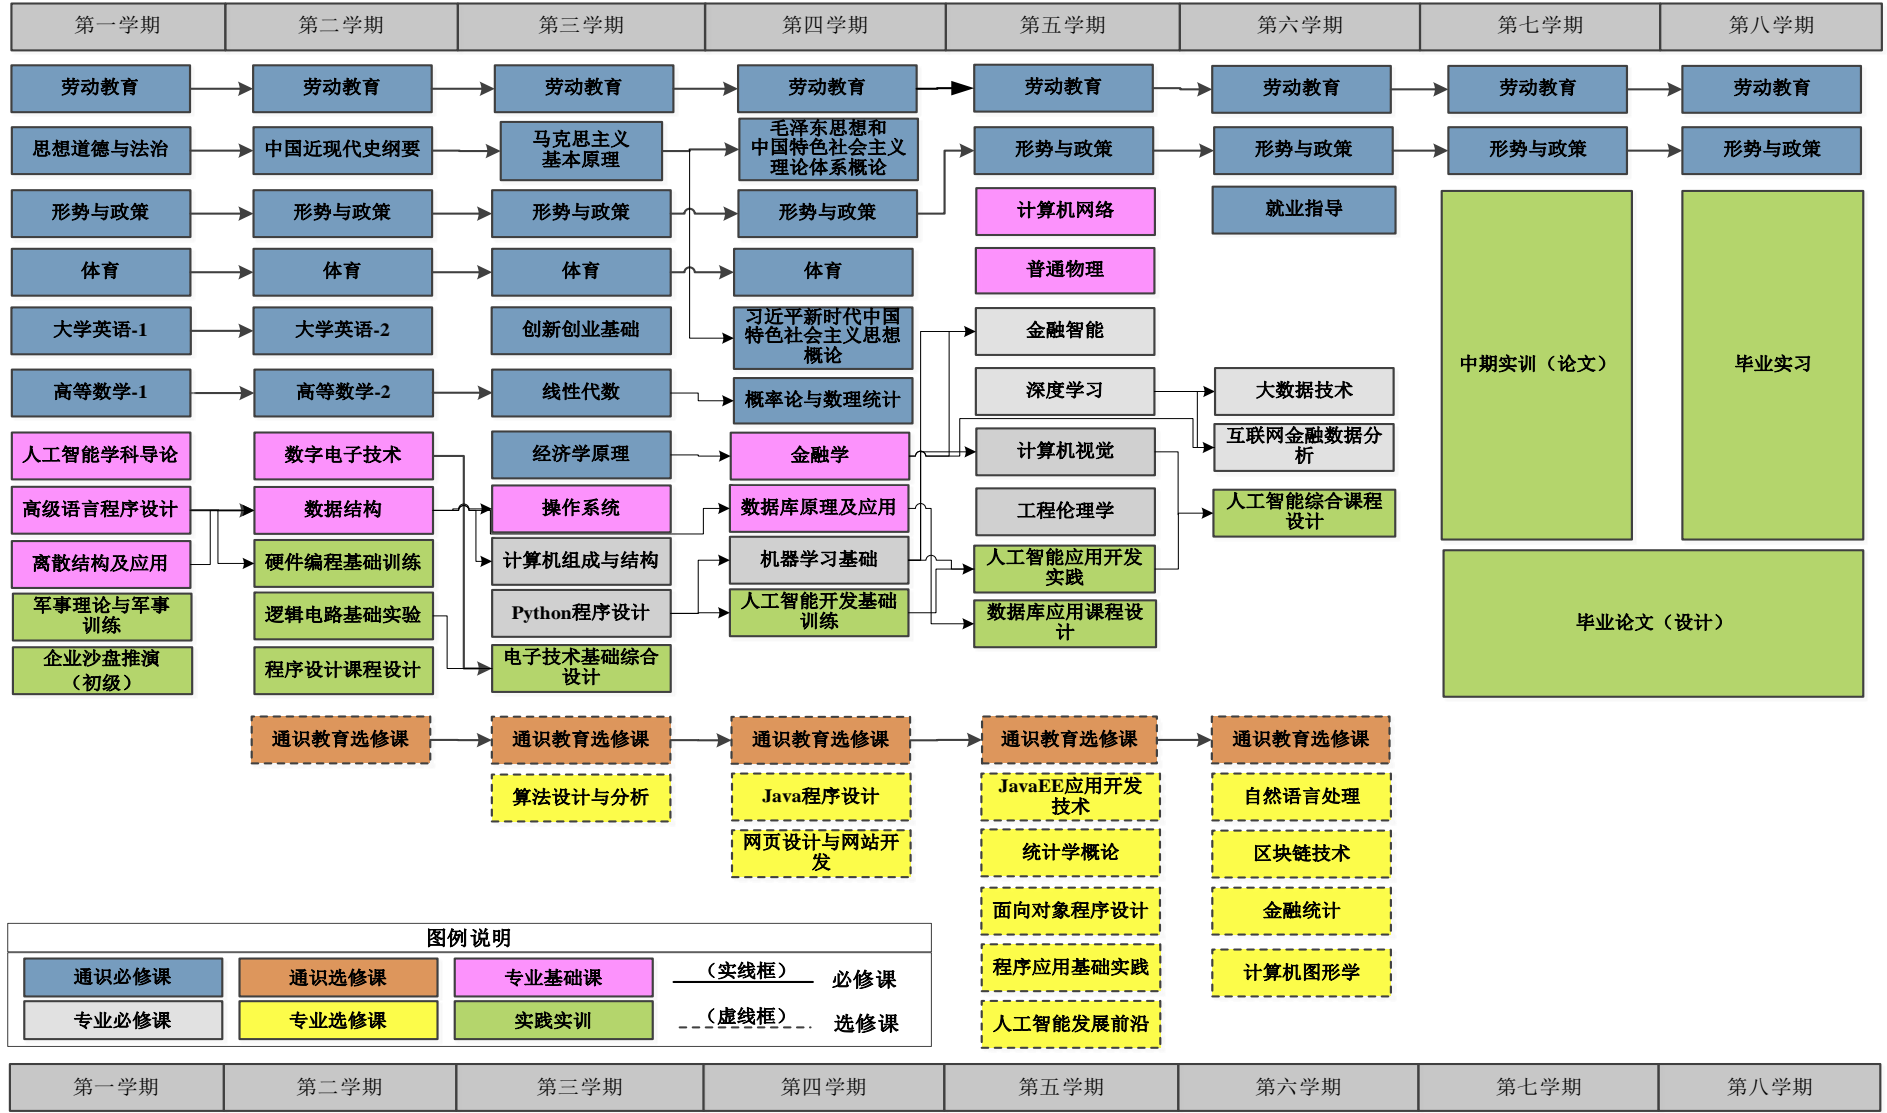 第一学期 第二学期 第三学期 第四学期 第五学期 第六学期 第七学期 第八学期
劳动教育 劳动教育 劳动教育 劳动教育 劳动教育 劳动教育 劳动教育 劳动教育
思想道德与法治
中国近现代史纲要
马克思主义
基本原理
毛泽东思想和
中国特色社会主义
理论体系概论
形势与政策 形势与政策 形势与政策 形势与政策
形势与政策 形势与政策 形势与政策 形势与政策
计算机网络
就业指导
体育 体育 体育 体育
普通物理
大学英语-1 大学英语-2 创新创业基础
习近平新时代中国
特色社会主义思想
概论
金融智能
中期实训（论文）
毕业实习
高等数学-1 高等数学-2 线性代数 概率论与数理统计 深度学习 大数据技术
人工智能学科导论 数字电子技术 经济学原理 金融学 计算机视觉
互联网金融数据分
析
高级语言程序设计 数据结构 操作系统 数据库原理及应用 工程伦理学
人工智能综合课程
设计
离散结构及应用 硬件编程基础训练 计算机组成与结构 机器学习基础
人工智能应用开发
实践
军事理论与军事
训练
逻辑电路基础实验 Python程序设计
人工智能开发基础
训练
数据库应用课程设
计
毕业论文（设计）
企业沙盘推演
（初级）
程序设计课程设计
电子技术基础综合
设计
通识教育选修课 通识教育选修课 通识教育选修课 通识教育选修课 通识教育选修课
算法设计与分析 Java程序设计
JavaEE应用开发
技术
自然语言处理
网页设计与网站开
发
统计学概论 区块链技术
面向对象程序设计 金融统计
程序应用基础实践 计算机图形学
人工智能发展前沿
图例说明
通识必修课 通识选修课 专业基础课 （实线框） 必修课
专业必修课 专业选修课 实践实训 （虚线框） 选修课
第一学期 第二学期 第三学期 第四学期 第五学期 第六学期 第七学期 第八学期